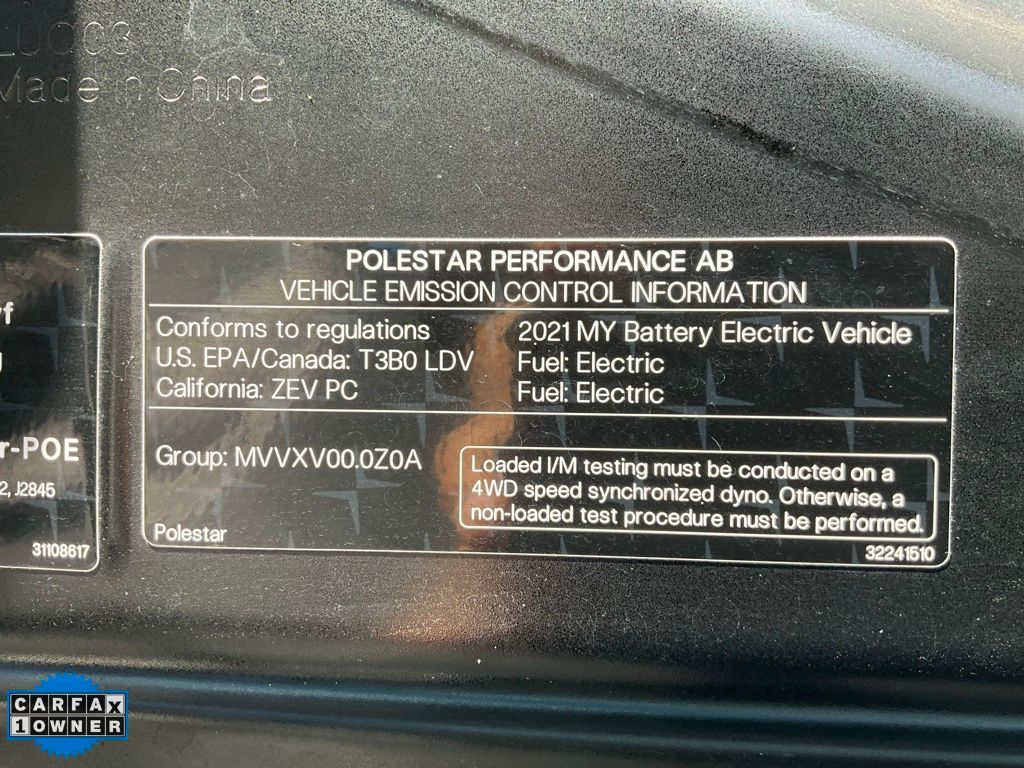 Made in China
POLESTAR PERFORMANCE AB
VEHICLE EMISSION CONTROL INFORMATION
Conforms to regulations 2021 MY Battery Electric Vehicle
U.S. EPA/Canada: T3B0 LDV Fuel: Electric
California: ZEV PC Fuel: Electric
Group: MVVXV00.0Z0A
Loaded I/M testing must be conducted on a
4WD speed synchronized dyno. Otherwise, a
non-loaded test procedure must be performed.
Polestar
32241510
r-POE
2, J2845
31108617
CARFAX
1 OWNER